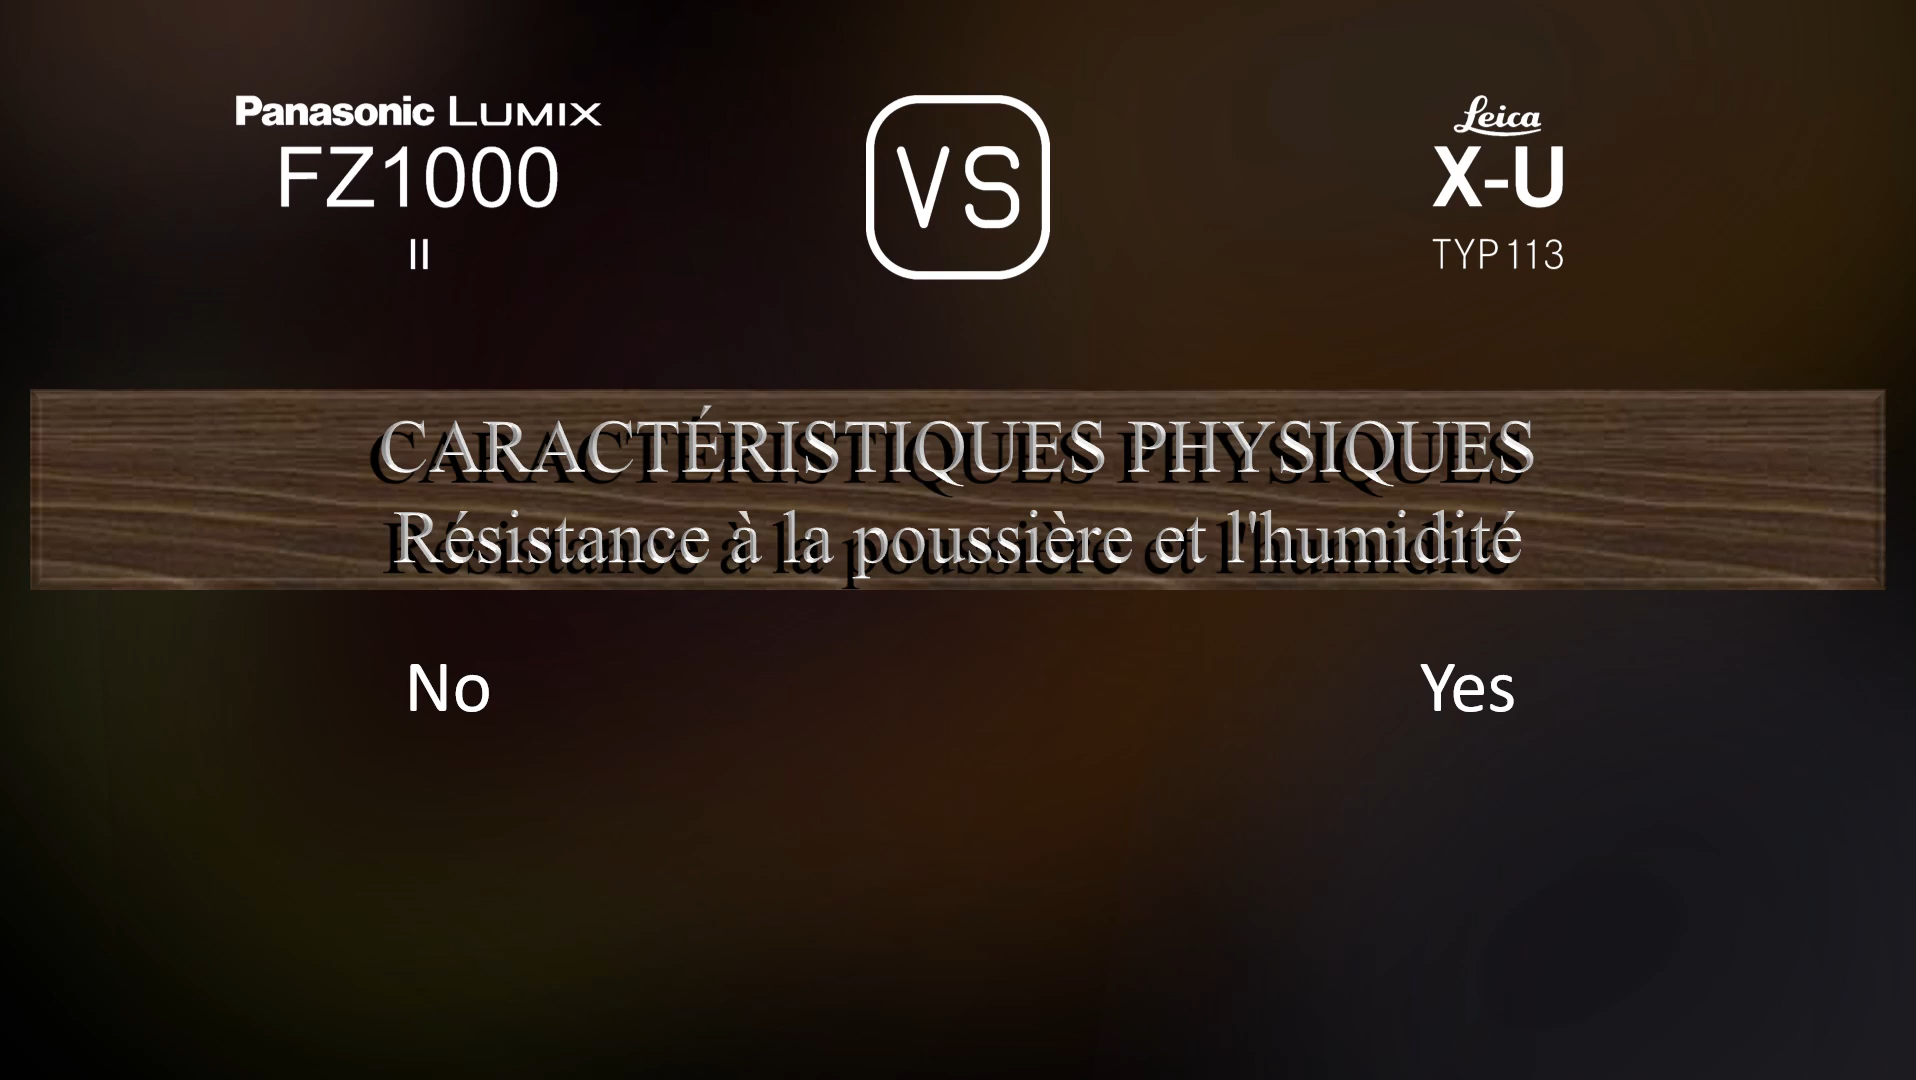 Panasonic LUMIX
FZ1000
II
VS
Leica
X-U
TYP 113
CARACTÉRISTIQUES PHYSIQUES
Résistance à la poussière et l'humidité
No
Yes